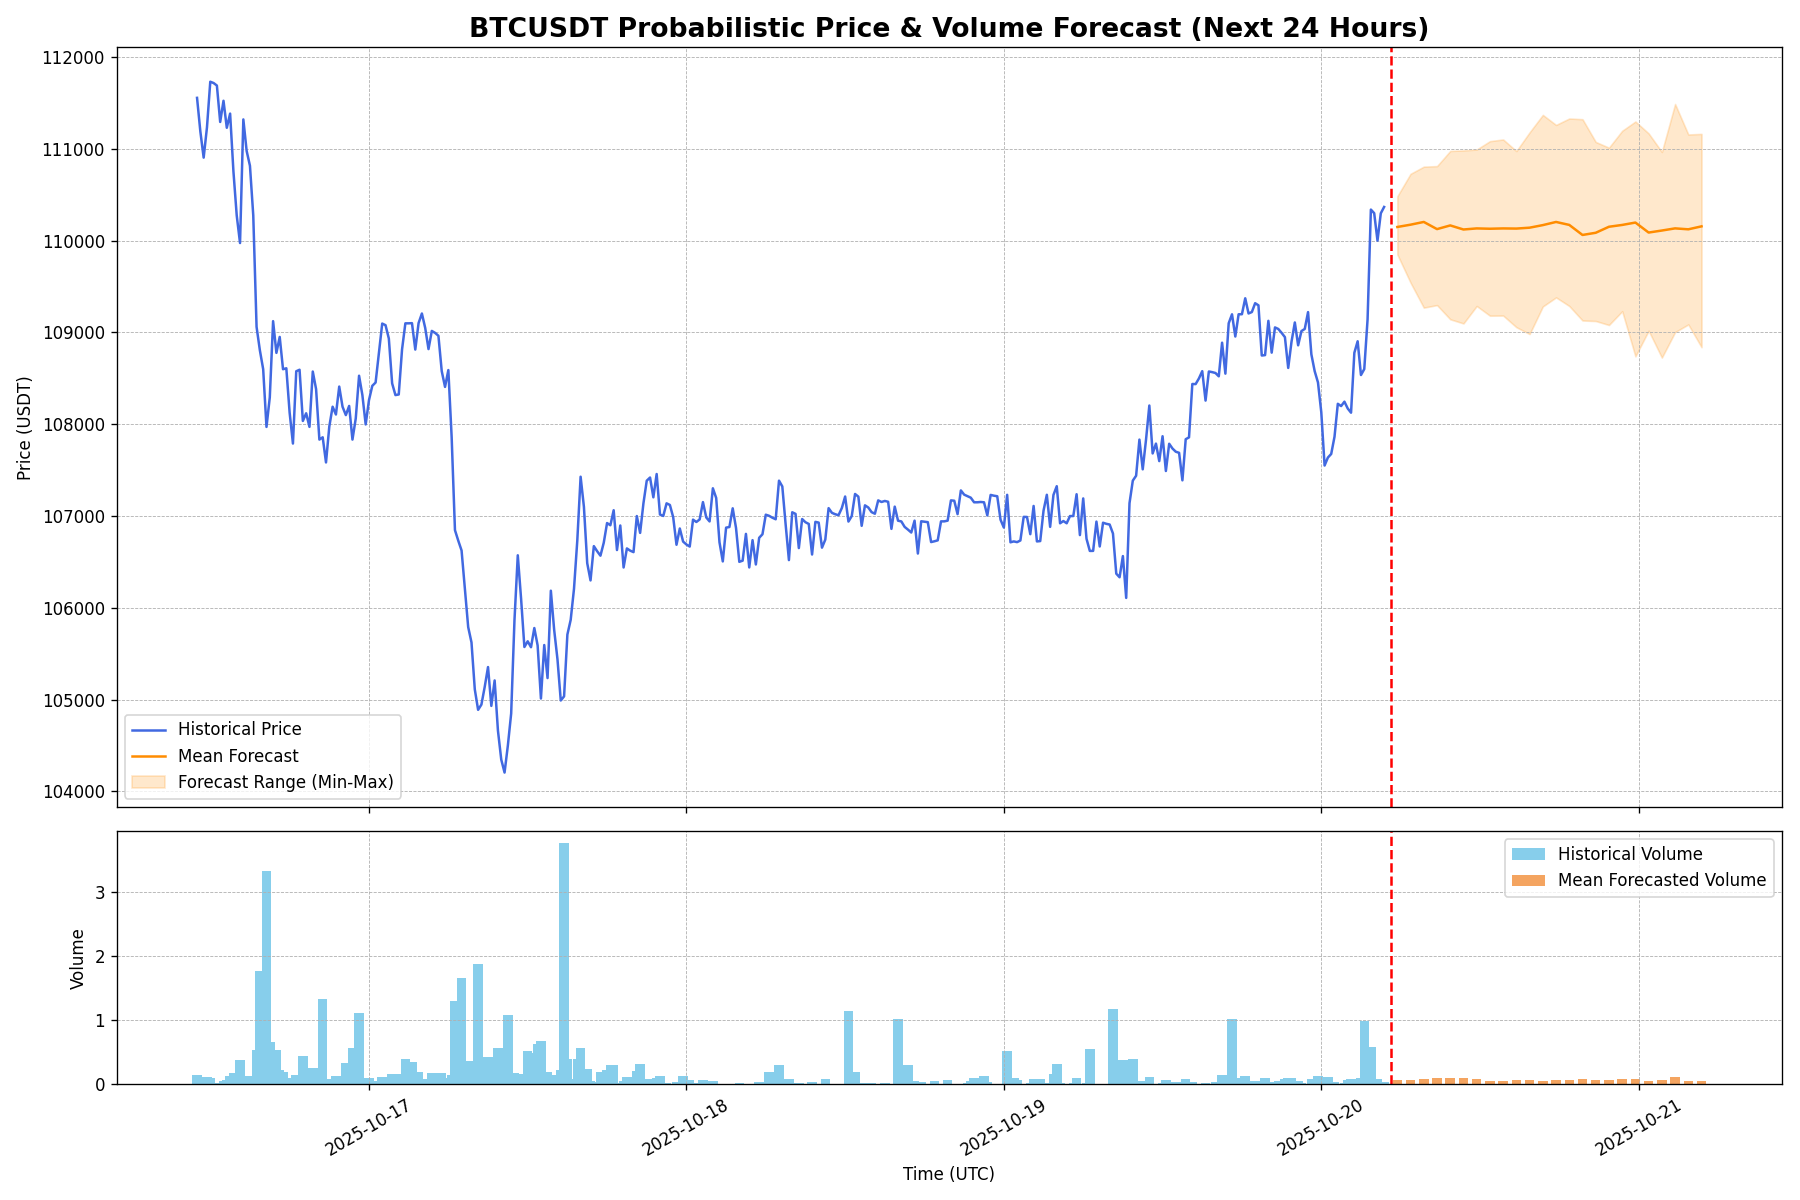 BTCUSDT Probabilistic Price & Volume Forecast (Next 24 Hours)
112000
111000
110000
109000
108000
107000
106000
105000
104000
Price (USDT)
Historical Price
Mean Forecast
Forecast Range (Min-Max)
3
2
1
0
Volume
Historical Volume
Mean Forecasted Volume
2025-10-17
2025-10-18
2025-10-19
2025-10-20
2025-10-21
Time (UTC)